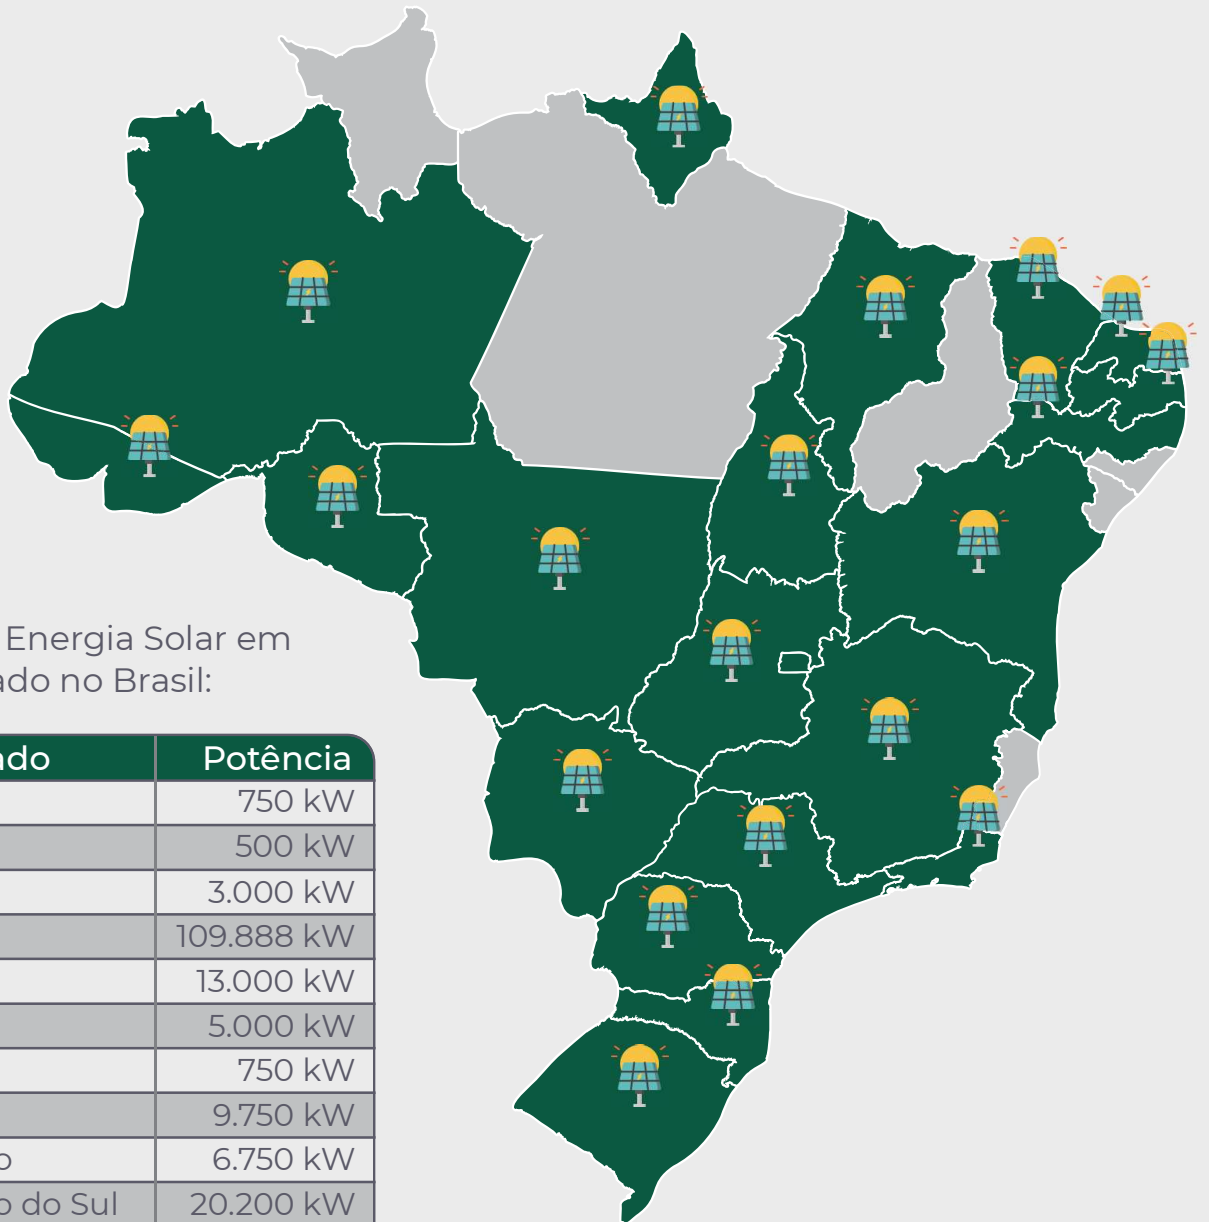 Energia Solar em
ado no Brasil:
ado Potência
750 kW
500 kW
3.000 kW
109.888 kW
13.000 kW
5.000 kW
750 kW
9.750 kW
o 6.750 kW
o do Sul 20.200 kW